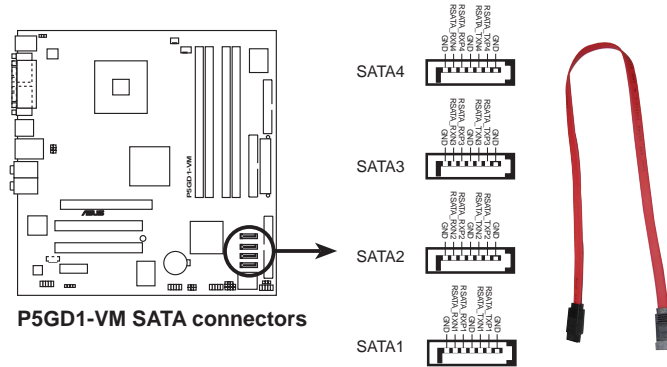 SATA4
GND
RSATA_RXN4
RSATA_RXP4
GND
RSATA_TXN4
RSATA_TXP4
GND
SATA3
GND
RSATA_RXN3
RSATA_RXP3
GND
RSATA_TXN3
RSATA_TXP3
GND
SATA2
GND
RSATA_RXN2
RSATA_RXP2
GND
RSATA_TXN2
RSATA_TXP2
GND
SATA1
GND
RSATA_RXN1
RSATA_RXP1
GND
RSATA_TXN1
RSATA_TXP1
GND
P5GD1-VM
ASUS
P5GD1-VM SATA connectors